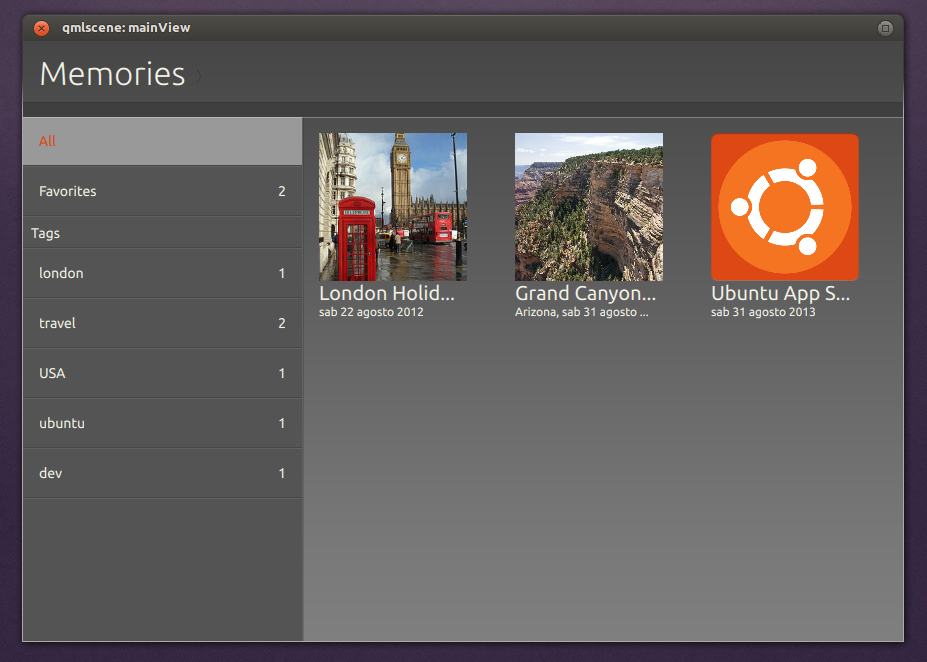 qmlscene: mainView
Memories
All
Favorites 2
Tags
london 1
travel 2
USA 1
ubuntu 1
dev 1
London Holid...
sab 22 agosto 2012
Grand Canyon...
Arizona, sab 31 agosto ...
Ubuntu App S...
sab 31 agosto 2013
TELEPHONE